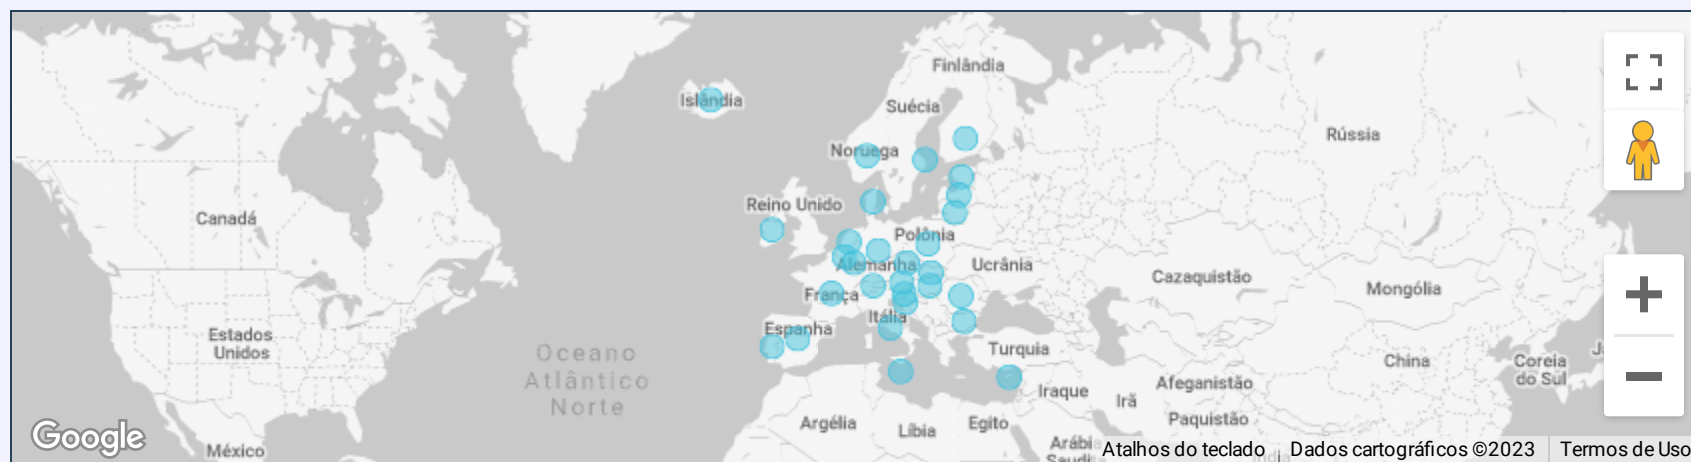 Finlândia
Islândia
Suécia
Rússia
Noruega
Reino Unido
Canadá
Polônia
Alemanha
Ucrânia
Cazaquistão
Mongólia
França
Itália
Espanha
Estados
Unidos
Oceano
Atlântico
Norte
Turquia
China
Coreia
do Sul
Iraque
Irã
Afeganistão
Paquistão
Argélia
Líbia
Egito
Google
México
Atalhos do teclado
Dados cartográficos ©2023
Termos de Uso